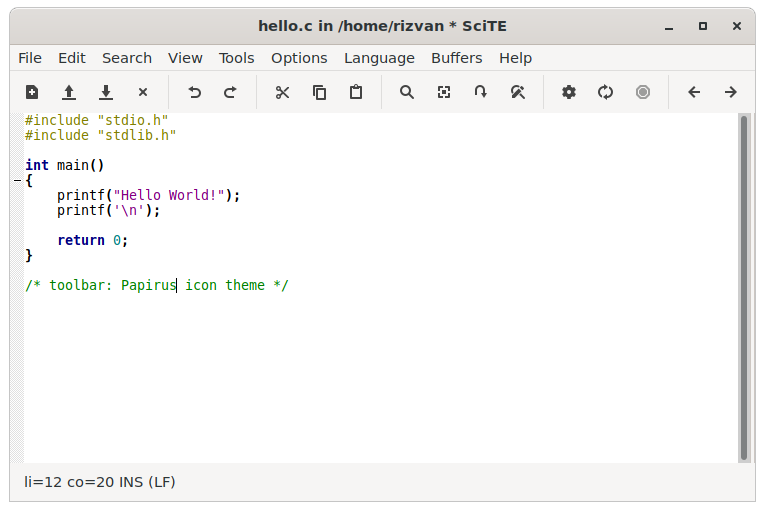 hello.c in /home/rizvan * SciTE
File Edit Search View Tools Options Language Buffers Help
#include "stdio.h"
#include "stdlib.h"
int main()
{
    printf("Hello World!");
    printf('\n');
    return 0;
}
/* toolbar: Papirus icon theme */
li=12 co=20 INS (LF)